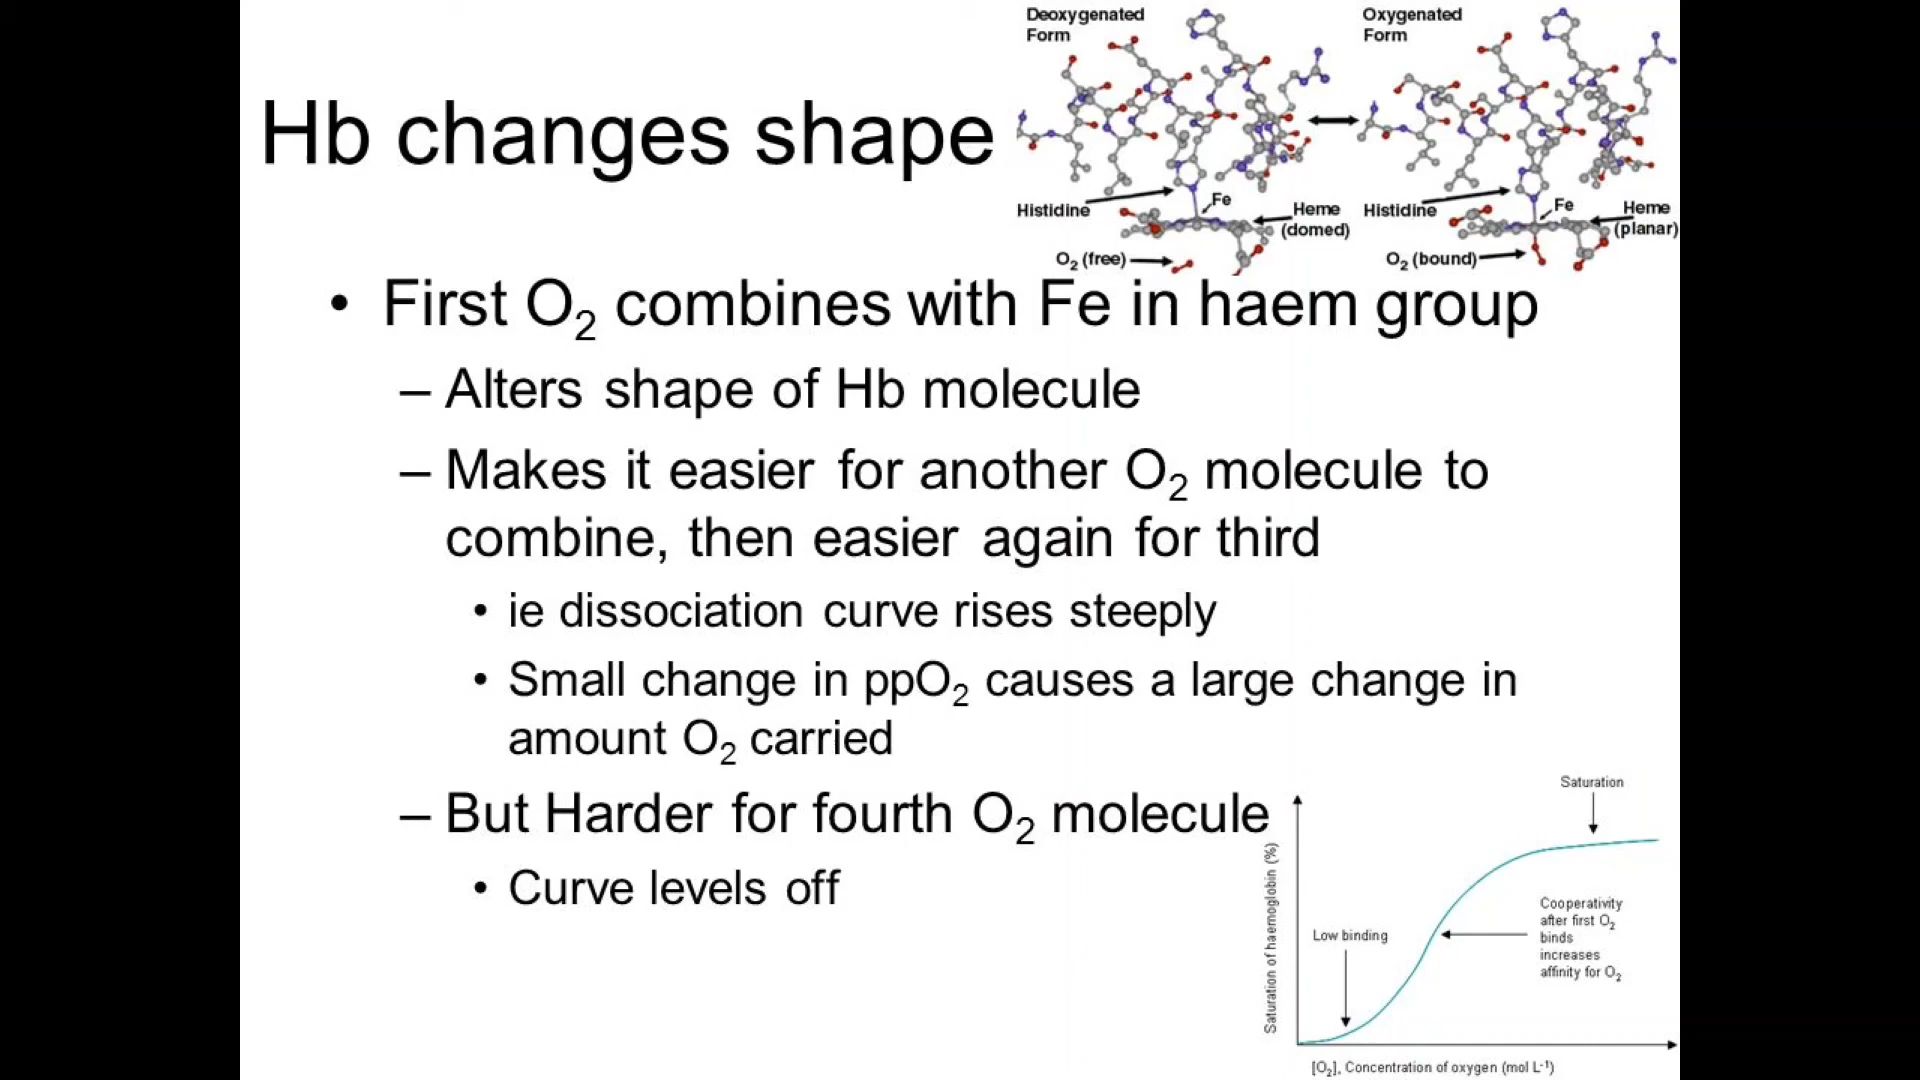 Deoxygenated
Form
Oxygenated
Form
Hb changes shape
Histidine
Fe
Heme
(domed)
O₂ (free)
Histidine
Fe
Heme
(planar)
O₂ (bound)
• First O₂ combines with Fe in haem group
– Alters shape of Hb molecule
– Makes it easier for another O₂ molecule to
combine, then easier again for third
• ie dissociation curve rises steeply
• Small change in ppO₂ causes a large change in
amount O₂ carried
– But Harder for fourth O₂ molecule
• Curve levels off
Saturation
Saturation of haemoglobin (%)
Low binding
Cooperativity
after first O₂
binds
increases
affinity for O₂
[O₂], Concentration of oxygen (mol L⁻¹)